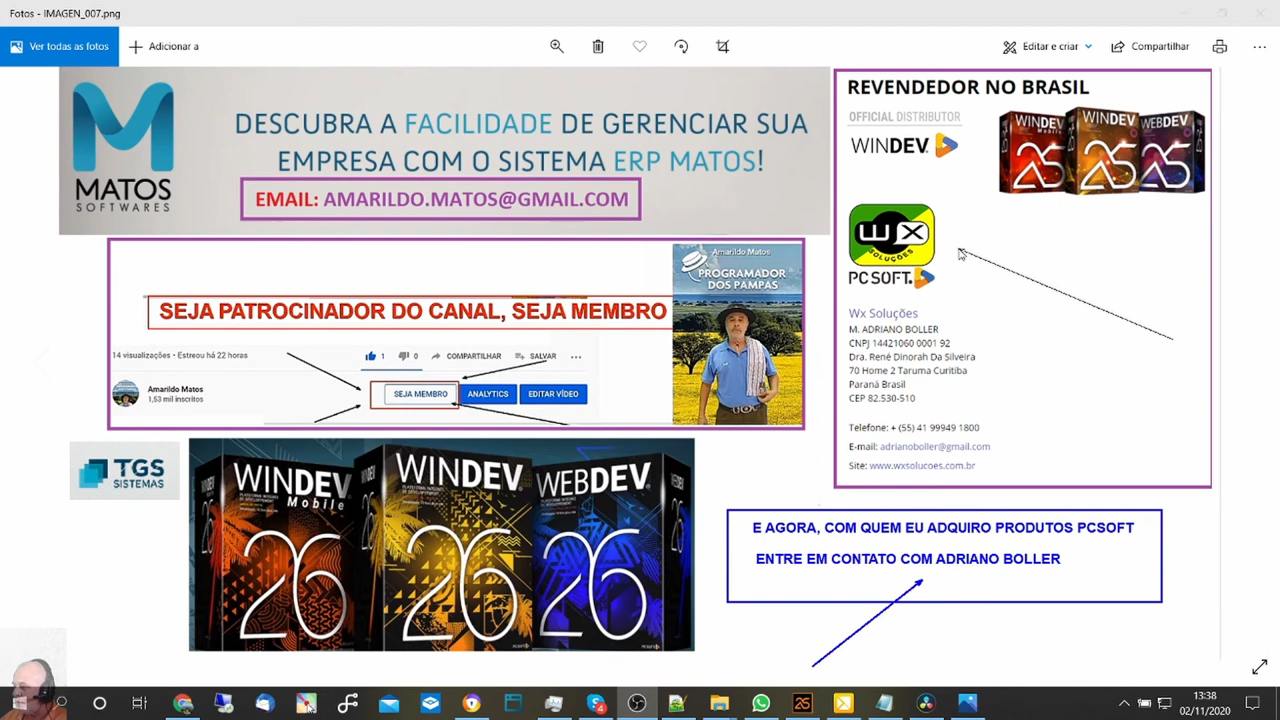 Fotos - IMAGEN_007.png
Ver todas as fotos
Adicionar a
Editar e criar
Compartilhar
MATOS
SOFTWARES
DESCUBRA A FACILIDADE DE GERENCIAR SUA
EMPRESA COM O SISTEMA ERP MATOS!
EMAIL: AMARILDO.MATOS@GMAIL.COM
SEJA PATROCINADOR DO CANAL, SEJA MEMBRO
14 visualizações • Estreou há 22 horas
1
0
COMPARTILHAR
SALVAR
Amarildo Matos
1,53 mil inscritos
SEJA MEMBRO
ANALYTICS
EDITAR VÍDEO
Amarildo Matos
PROGRAMADOR
DOS PAMPAS
REVENDEDOR NO BRASIL
OFFICIAL DISTRIBUTOR
WINDEV
WINDEV
Mobile
25
WINDEV
25
WEBDEV
25
WX
SOLUÇÕES
PC SOFT
Wx Soluções
M. ADRIANO BOLLER
CNPJ 14421060 0001 92
Dra. René Dinorah Da Silveira
70 Home 2 Taruma Curitiba
Paraná Brasil
CEP 82.530-510
Telefone: + (55) 41 99949 1800
E-mail: adrianoboller@gmail.com
Site: www.wxsolucoes.com.br
TGS
SISTEMAS
WINDEV
Mobile
26
WINDEV
26
WEBDEV
26
E AGORA, COM QUEM EU ADQUIRO PRODUTOS PCSOFT
ENTRE EM CONTATO COM ADRIANO BOLLER
13:38
02/11/2020